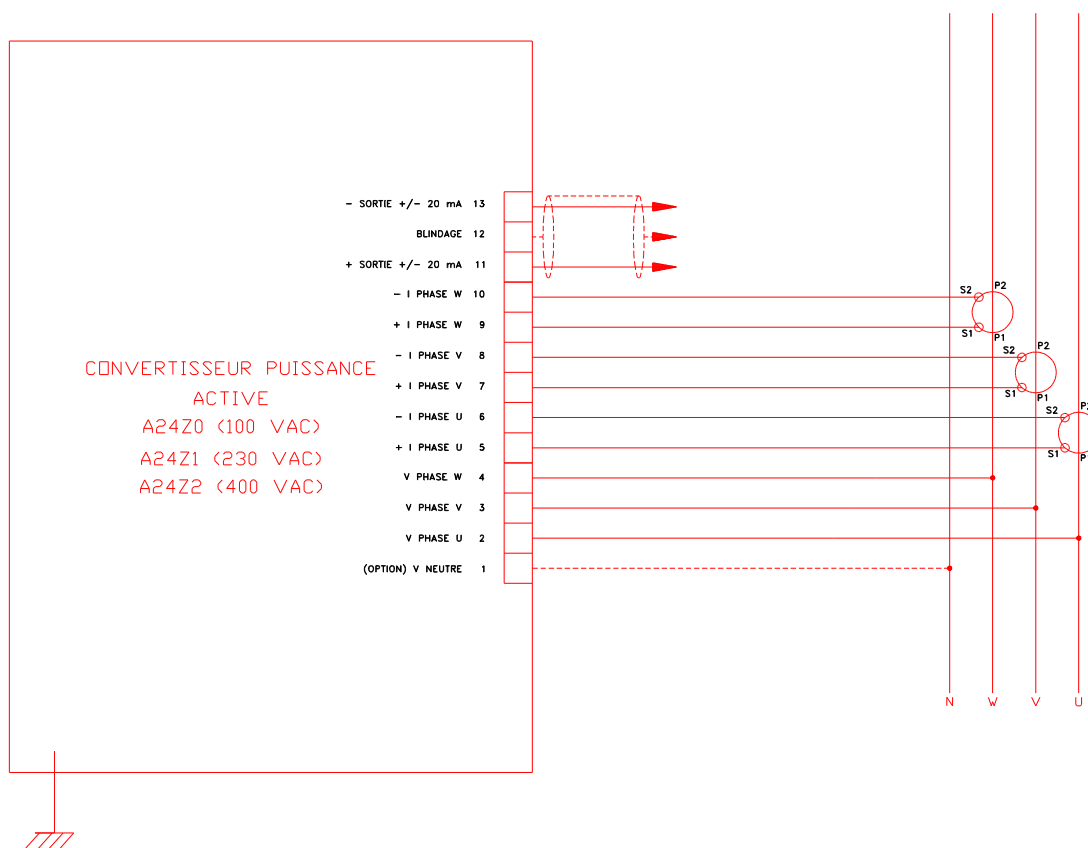 - SORTIE +/- 20 mA 13
BLINDAGE 12
+ SORTIE +/- 20 mA 11
- I PHASE W 10
+ I PHASE W 9
- I PHASE V 8
+ I PHASE V 7
- I PHASE U 6
+ I PHASE U 5
V PHASE W 4
V PHASE V 3
V PHASE U 2
(OPTION) V NEUTRE 1
CONVERTISSEUR PUISSANCE
ACTIVE
A24Z0 (100 VAC)
A24Z1 (230 VAC)
A24Z2 (400 VAC)
S2 P2
S1 P1
S2 P2
S1 P1
S2
S1
N W V U